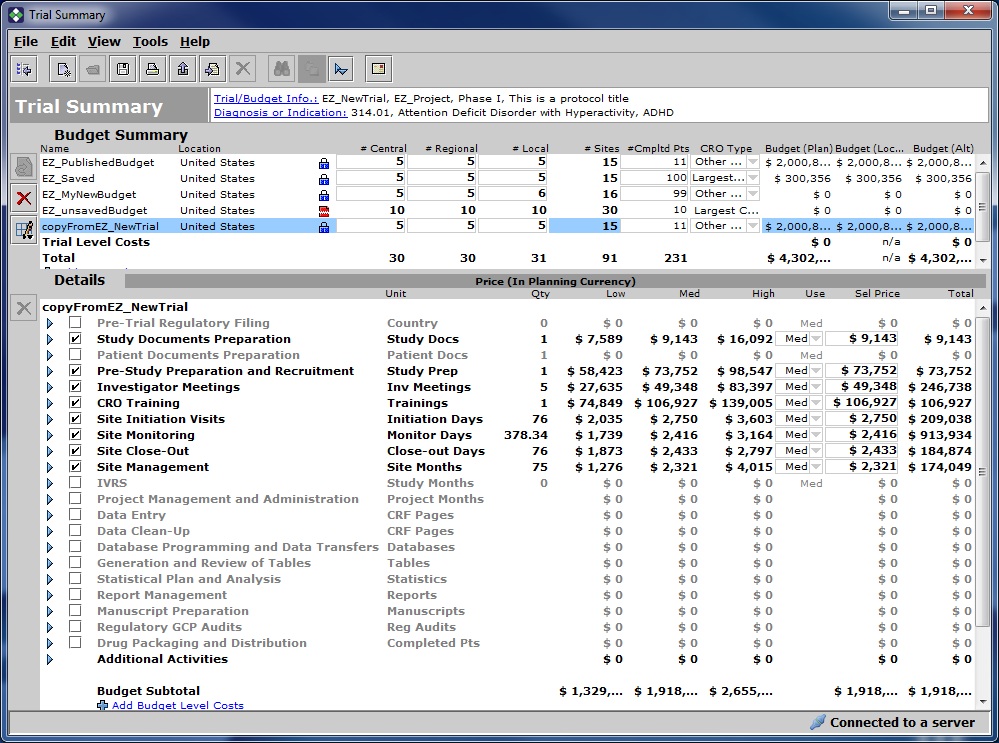 Trial Summary
File Edit View Tools Help
Trial Summary
Trial/Budget Info.: EZ_NewTrial, EZ_Project, Phase I, This is a protocol title
Diagnosis or Indication: 314.01, Attention Deficit Disorder with Hyperactivity, ADHD
Budget Summary
Name Location # Central # Regional # Local # Sites #Cmpltd Pts CRO Type Budget (Plan) Budget (Loc... Budget (Alt)
EZ_PublishedBudget United States 5 5 5 15 11 Other ... $ 2,000,8... $ 2,000,8... $ 2,000,8...
EZ_Saved United States 5 5 5 15 100 Largest... $ 300,356 $ 300,356 $ 300,356
EZ_MyNewBudget United States 5 5 6 16 99 Other ... $ 0 $ 0 $ 0
EZ_unsavedBudget United States 10 10 10 30 10 Largest C... $ 0 $ 0 $ 0
copyFromEZ_NewTrial United States 5 5 5 15 11 Other ... $ 2,000,8... $ 2,000,8... $ 2,000,8...
Trial Level Costs $ 0 n/a $ 0
Total 30 30 31 91 231 $ 4,302,... n/a $ 4,302,...
Details Price (In Planning Currency)
Unit Qty Low Med High Use Sel Price Total
copyFromEZ_NewTrial
Pre-Trial Regulatory Filing Country 0 $ 0 $ 0 $ 0 Med $ 0 $ 0
Study Documents Preparation Study Docs 1 $ 7,589 $ 9,143 $ 16,092 Med $ 9,143 $ 9,143
Patient Documents Preparation Patient Docs 1 $ 0 $ 0 $ 0 Med $ 0 $ 0
Pre-Study Preparation and Recruitment Study Prep 1 $ 58,423 $ 73,752 $ 98,547 Med $ 73,752 $ 73,752
Investigator Meetings Inv Meetings 5 $ 27,635 $ 49,348 $ 83,397 Med $ 49,348 $ 246,738
CRO Training Trainings 1 $ 74,849 $ 106,927 $ 139,005 Med $ 106,927 $ 106,927
Site Initiation Visits Initiation Days 76 $ 2,035 $ 2,750 $ 3,603 Med $ 2,750 $ 209,038
Site Monitoring Monitor Days 378.34 $ 1,739 $ 2,416 $ 3,164 Med $ 2,416 $ 913,934
Site Close-Out Close-out Days 76 $ 1,873 $ 2,433 $ 2,797 Med $ 2,433 $ 184,874
Site Management Site Months 75 $ 1,276 $ 2,321 $ 4,015 Med $ 2,321 $ 174,049
IVRS Study Months 0 $ 0 $ 0 $ 0 Med $ 0 $ 0
Project Management and Administration Project Months $ 0 $ 0 $ 0 $ 0 $ 0
Data Entry CRF Pages $ 0 $ 0 $ 0 $ 0 $ 0
Data Clean-Up CRF Pages $ 0 $ 0 $ 0 $ 0 $ 0
Database Programming and Data Transfers Databases $ 0 $ 0 $ 0 $ 0 $ 0
Generation and Review of Tables Tables $ 0 $ 0 $ 0 $ 0 $ 0
Statistical Plan and Analysis Statistics $ 0 $ 0 $ 0 $ 0 $ 0
Report Management Reports $ 0 $ 0 $ 0 $ 0 $ 0
Manuscript Preparation Manuscripts $ 0 $ 0 $ 0 $ 0 $ 0
Regulatory GCP Audits Reg Audits $ 0 $ 0 $ 0 $ 0 $ 0
Drug Packaging and Distribution Completed Pts $ 0 $ 0 $ 0 $ 0 $ 0
Additional Activities $ 0 $ 0 $ 0 $ 0 $ 0
Budget Subtotal $ 1,329,... $ 1,918,... $ 2,655,... $ 1,918,... $ 1,918,...
Add Budget Level Costs
Connected to a server